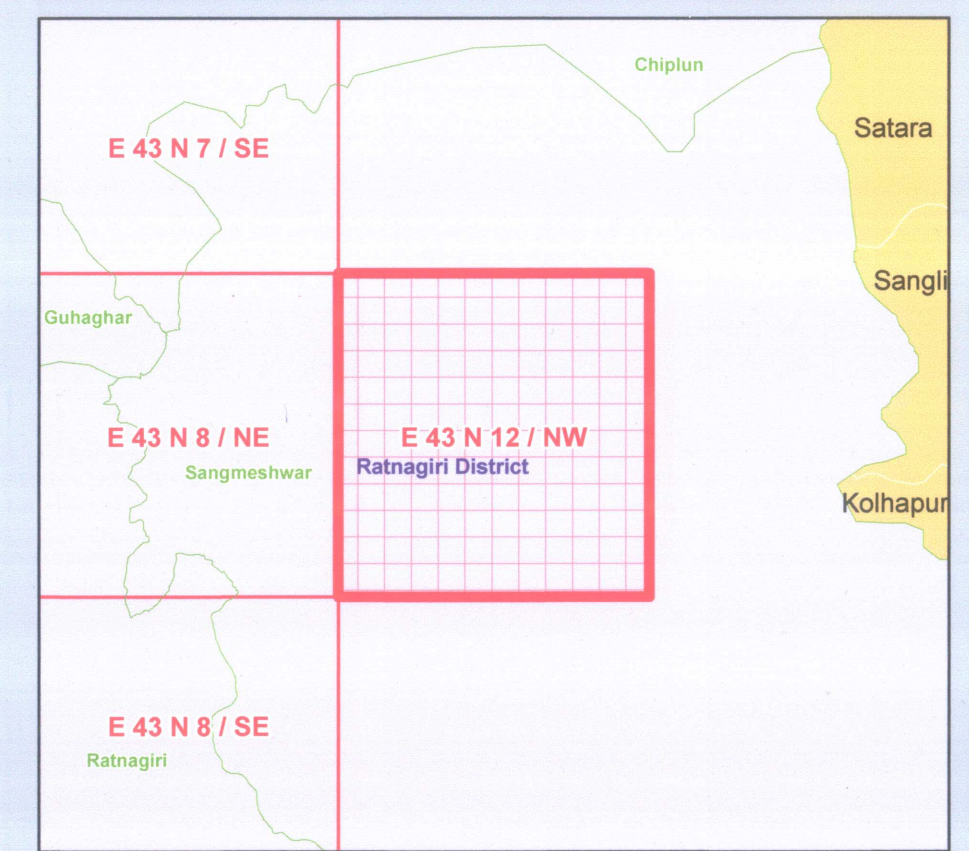 Chiplun
Satara
E 43 N 7 / SE
Sangli
Guhaghar
E 43 N 8 / NE
E 43 N 12 / NW
Sangmeshwar
Ratnagiri District
Kolhapur
E 43 N 8 / SE
Ratnagiri